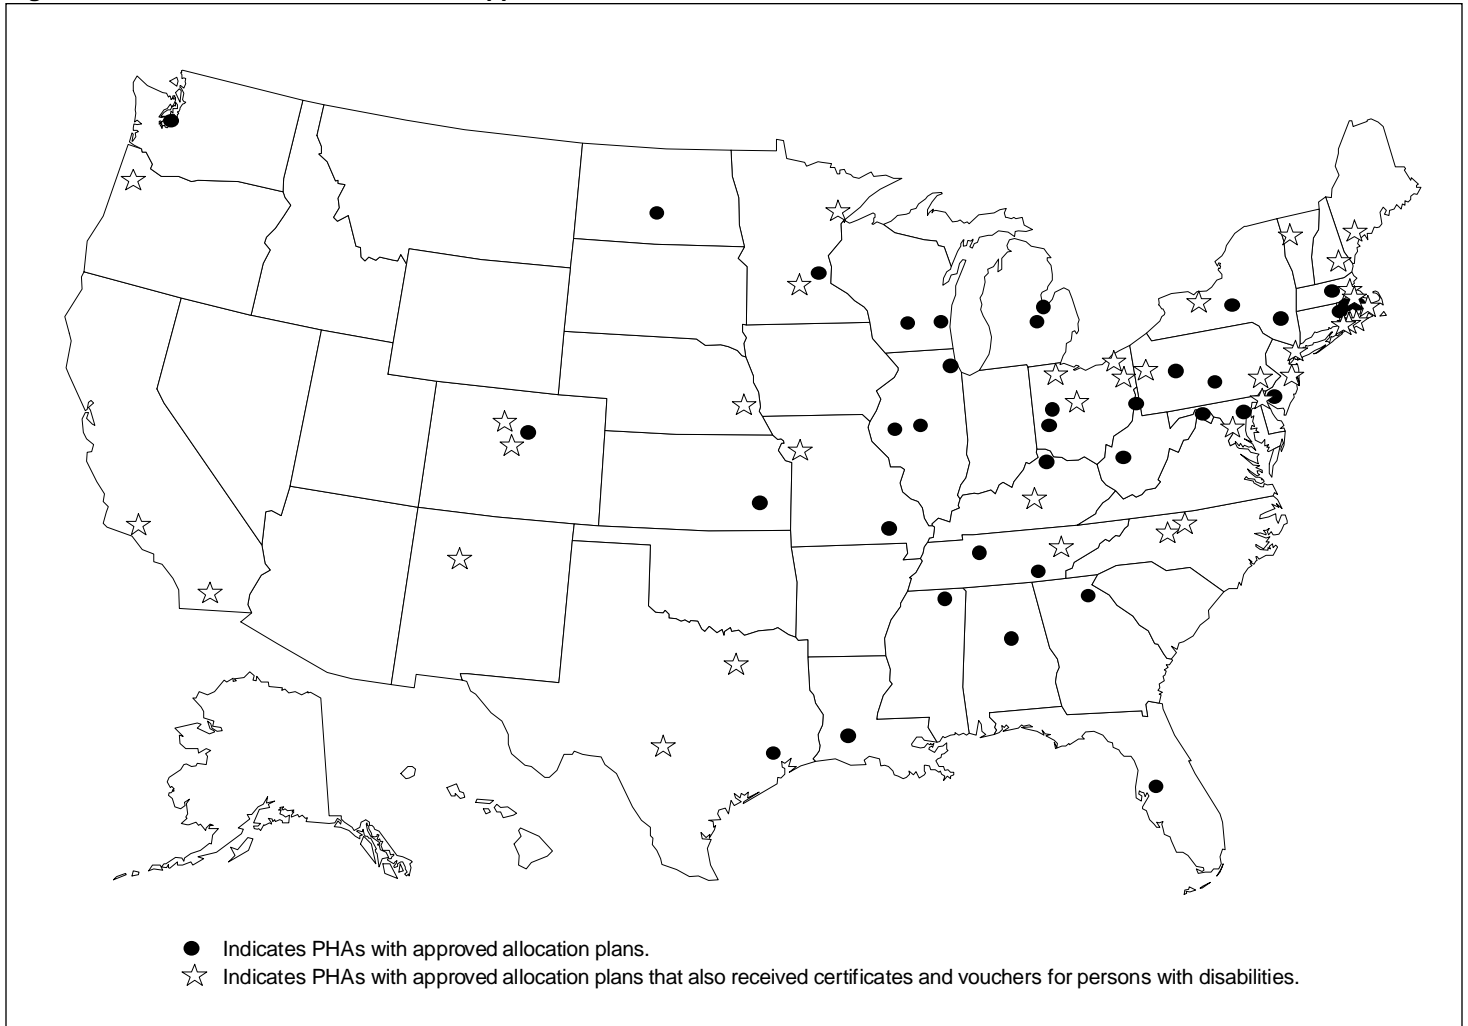 Indicates PHAs with approved allocation plans.
Indicates PHAs with approved allocation plans that also received certificates and vouchers for persons with disabilities.